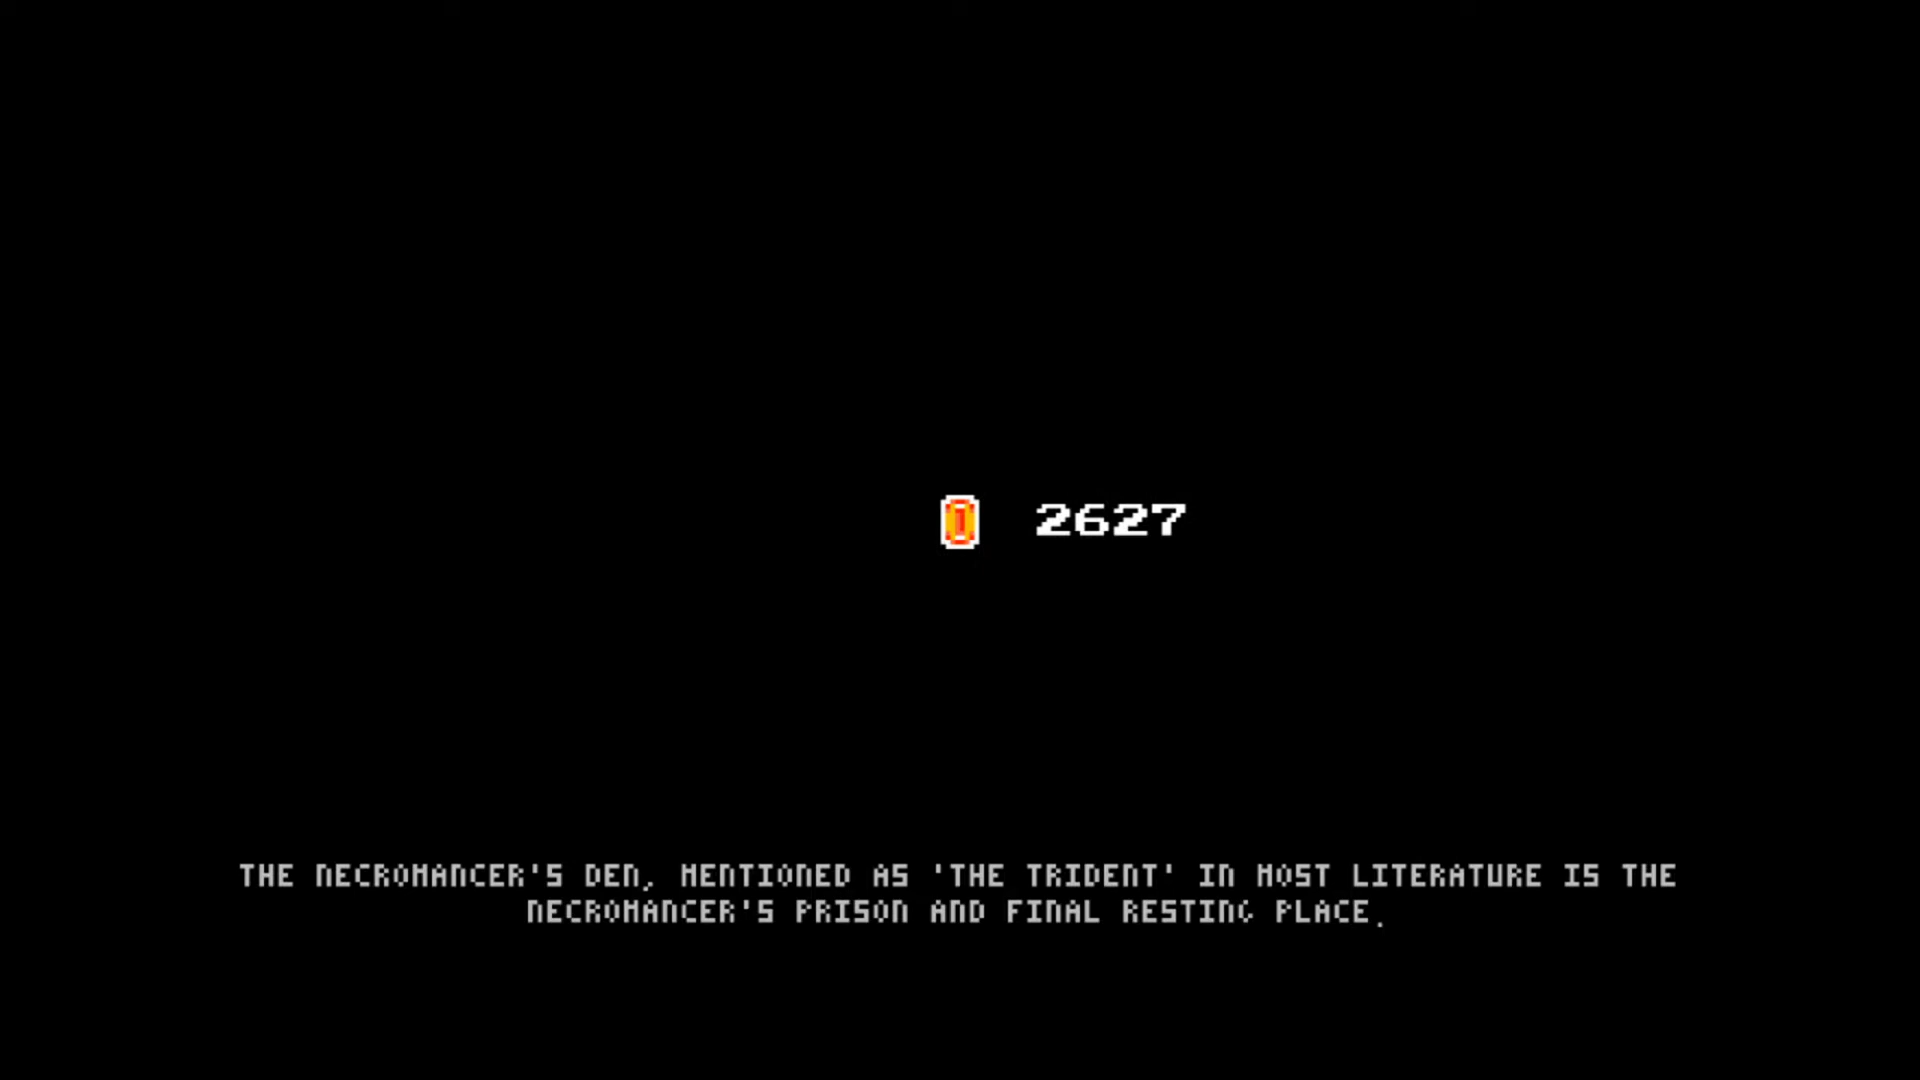 2627
THE NECROMANCER'S DEN, MENTIONED AS 'THE TRIDENT' IN MOST LITERATURE IS THE
NECROMANCER'S PRISON AND FINAL RESTING PLACE.